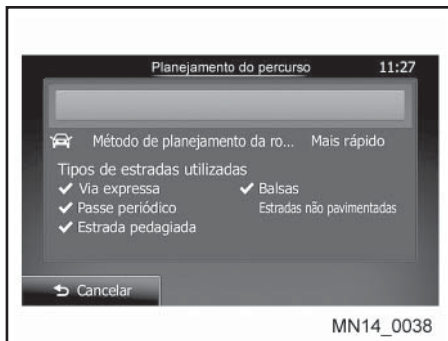 Planejamento do percurso 11:27
Método de planejamento da ro... Mais rápido
Tipos de estradas utilizadas
Via expressa Balsas
Passe periódico Estradas não pavimentadas
Estrada pedagiada
Cancelar
MN14_0038